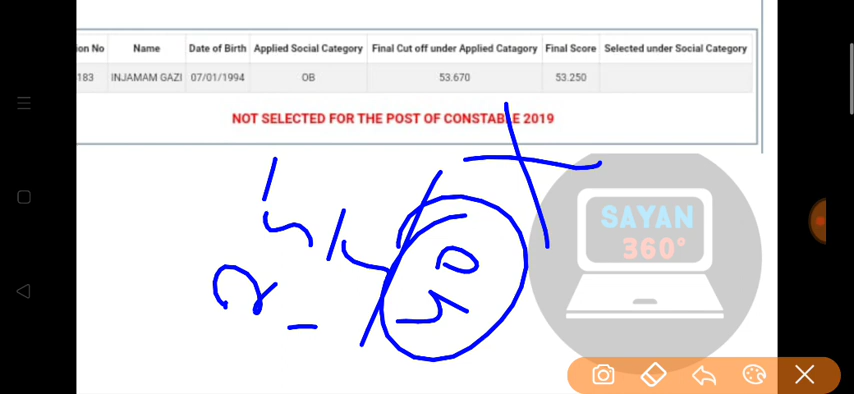 ion No Name Date of Birth Applied Social Category Final Cut off under Applied Catagory Final Score Selected under Social Category
183 INJAMAM GAZI 07/01/1994 OB 53.670 53.250
NOT SELECTED FOR THE POST OF CONSTABLE 2019
SAYAN
360°